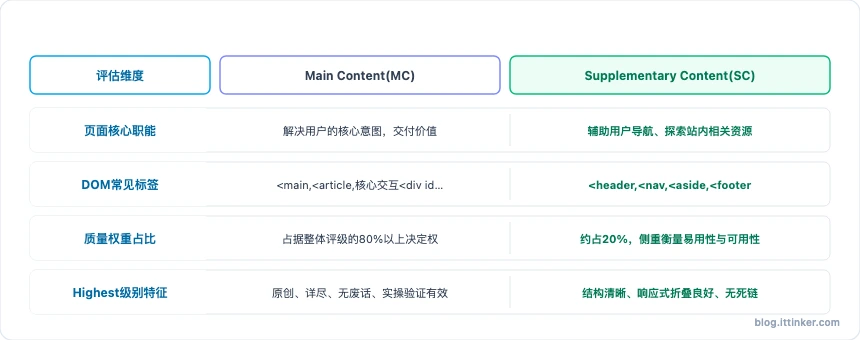 评估维度 Main Content(MC) Supplementary Content(SC)
页面核心职能 解决用户的核心意图，交付价值 辅助用户导航、探索站内相关资源
DOM常见标签 <main,<article,核心交互<div id... <header,<nav,<aside,<footer
质量权重占比 占据整体评级的80%以上决定权 约占20%，侧重衡量易用性与可用性
Highest级别特征 原创、详尽、无废话、实操验证有效 结构清晰、响应式折叠良好、无死链
blog.ittinker.com